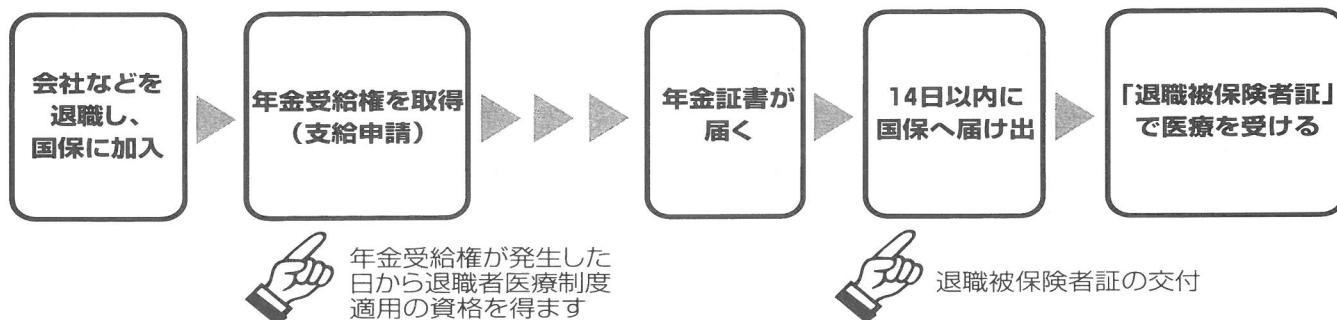 会社などを
退職し、
国保に加入
年金受給権を取得
（支給申請）
年金証書が
届く
14日以内に
国保へ届け出
「退職被保険者証」
で医療を受ける
年金受給権が発生した
日から退職者医療制度
適用の資格を得ます
退職被保険者証の交付